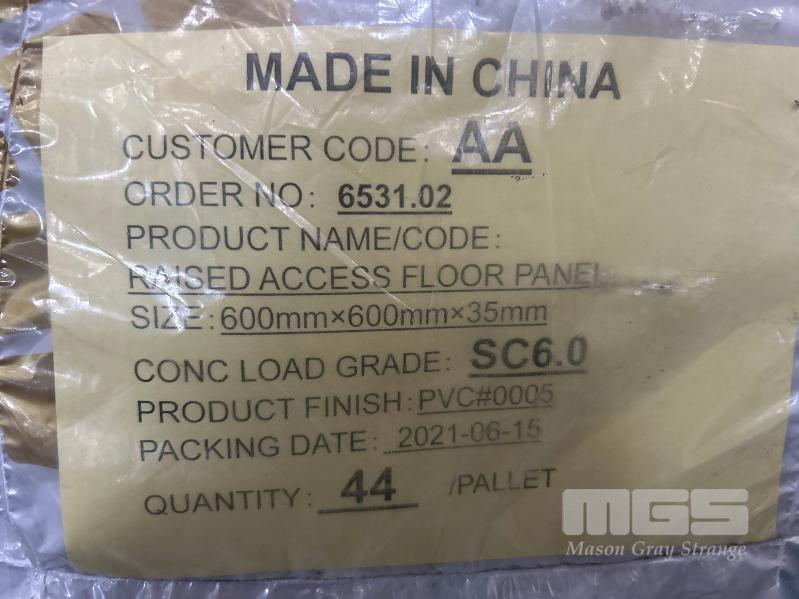 MADE IN CHINA
CUSTOMER CODE: AA
ORDER NO: 6531.02
PRODUCT NAME/CODE:
RAISED ACCESS FLOOR PANEL
SIZE: 600mm×600mm×35mm
CONC LOAD GRADE: SC6.0
PRODUCT FINISH: PVC#0005
PACKING DATE: 2021-06-15
QUANTITY: 44 /PALLET
MGS
Mason Gray Strange